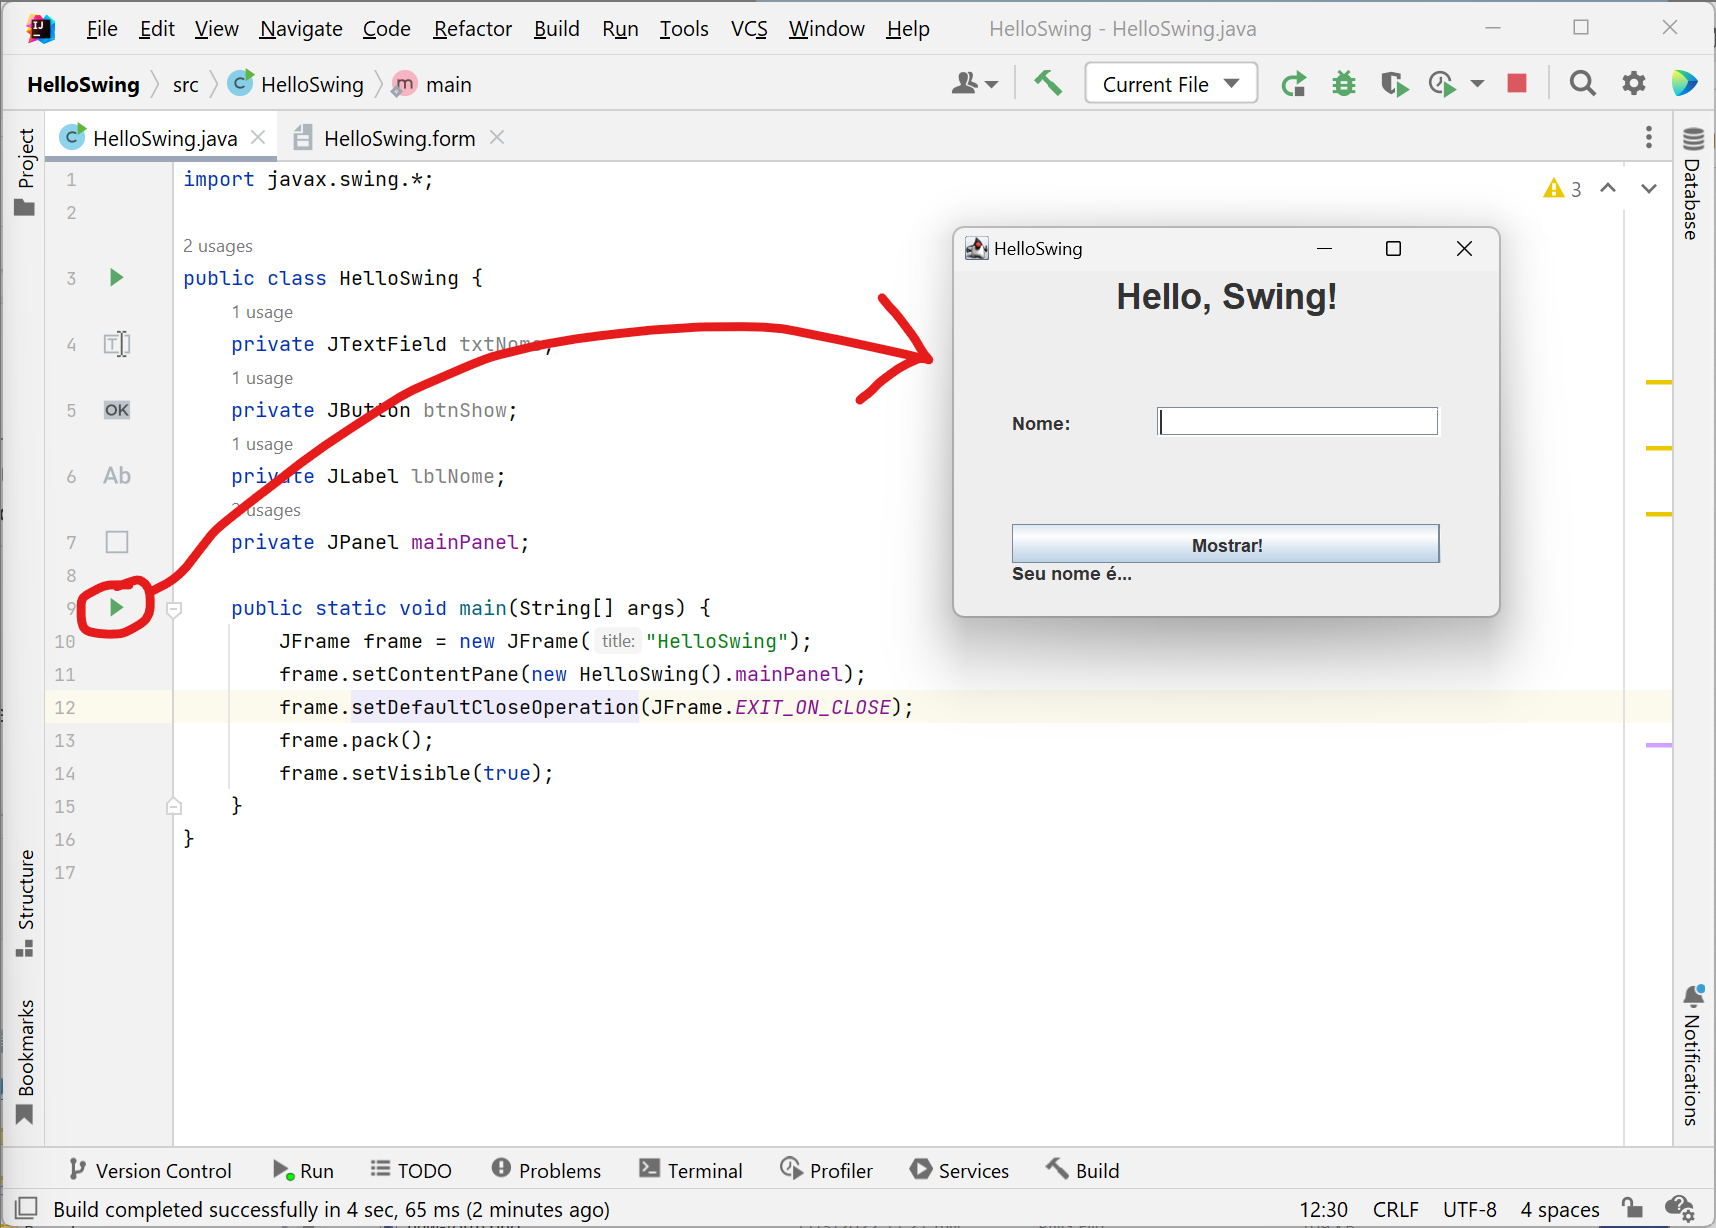 File Edit View Navigate Code Refactor Build Run Tools VCS Window Help HelloSwing - HelloSwing.java
HelloSwing src HelloSwing main Current File
HelloSwing.java HelloSwing.form
Project
Structure
Bookmarks
Database
Notifications
3
1 import javax.swing.*;
2
2 usages
3 public class HelloSwing {
1 usage
4 private JTextField txtNome;
1 usage
5 OK private JButton btnShow;
1 usage
6 Ab private JLabel lblNome;
usages
7 private JPanel mainPanel;
8
9 public static void main(String[] args) {
10 JFrame frame = new JFrame( title: "HelloSwing");
11 frame.setContentPane(new HelloSwing().mainPanel);
12 frame.setDefaultCloseOperation(JFrame.EXIT_ON_CLOSE);
13 frame.pack();
14 frame.setVisible(true);
15 }
16 }
17
HelloSwing
Hello, Swing!
Nome:
Mostrar!
Seu nome é...
Version Control Run TODO Problems Terminal Profiler Services Build
Build completed successfully in 4 sec, 65 ms (2 minutes ago) 12:30 CRLF UTF-8 4 spaces